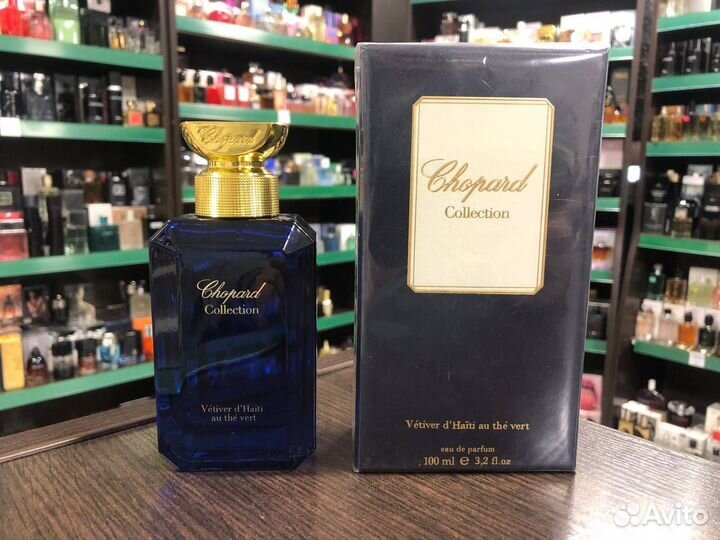 Chopard
Chopard
Collection
Vétiver d'Haïti
au thé vert
Chopard
Collection
Vétiver d'Haïti au thé vert
eau de parfum
100 ml ℮ 3,2 fl.oz
Avito